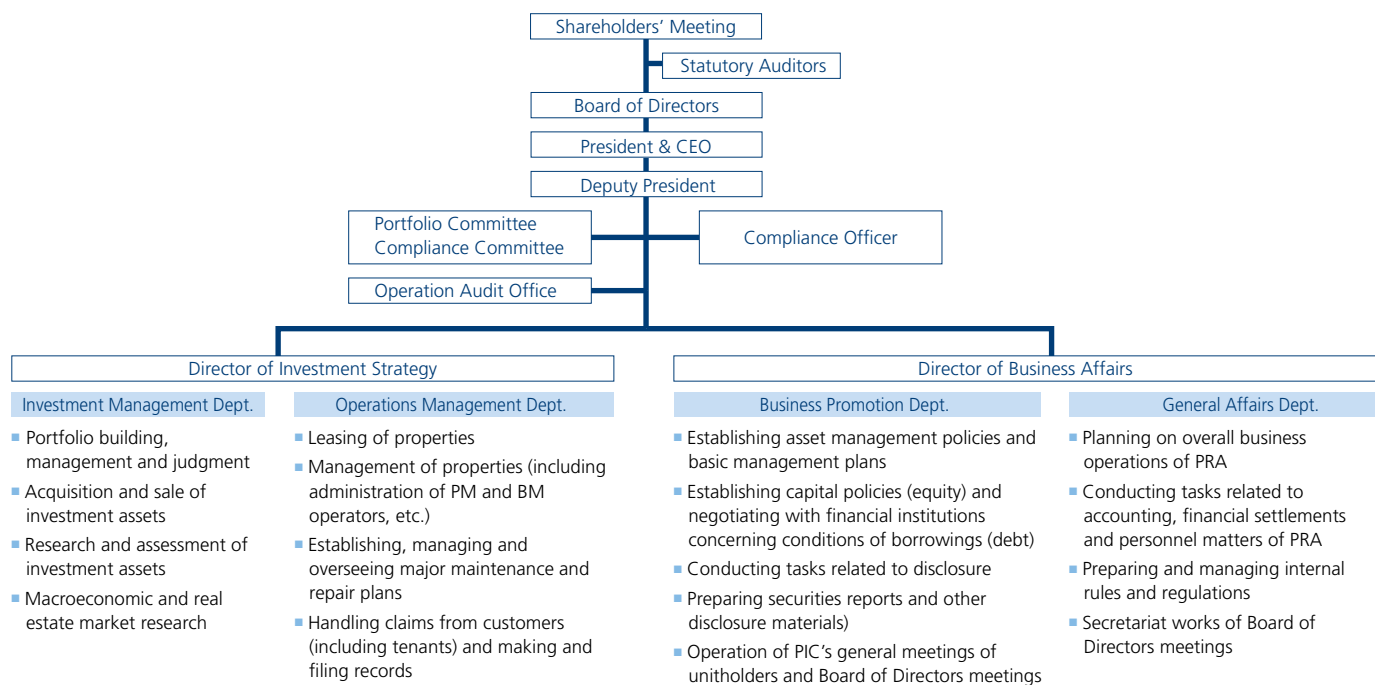 Shareholders' Meeting
Statutory Auditors
Board of Directors
President & CEO
Deputy President
Portfolio Committee
Compliance Committee
Compliance Officer
Operation Audit Office
Director of Investment Strategy
Investment Management Dept.
Portfolio building,
management and judgment
Acquisition and sale of
investment assets
Research and assessment of
investment assets
Macroeconomic and real
estate market research
Operations Management Dept.
Leasing of properties
Management of properties (including
administration of PM and BM
operators, etc.)
Establishing, managing and
overseeing major maintenance and
repair plans
Handling claims from customers
(including tenants) and making and
filing records
Director of Business Affairs
Business Promotion Dept.
Establishing asset management policies and
basic management plans
Establishing capital policies (equity) and
negotiating with financial institutions
concerning conditions of borrowings (debt)
Conducting tasks related to disclosure
Preparing securities reports and other
disclosure materials)
Operation of PIC's general meetings of
unitholders and Board of Directors meetings
General Affairs Dept.
Planning on overall business
operations of PRA
Conducting tasks related to
accounting, financial settlements
and personnel matters of PRA
Preparing and managing internal
rules and regulations
Secretariat works of Board of
Directors meetings